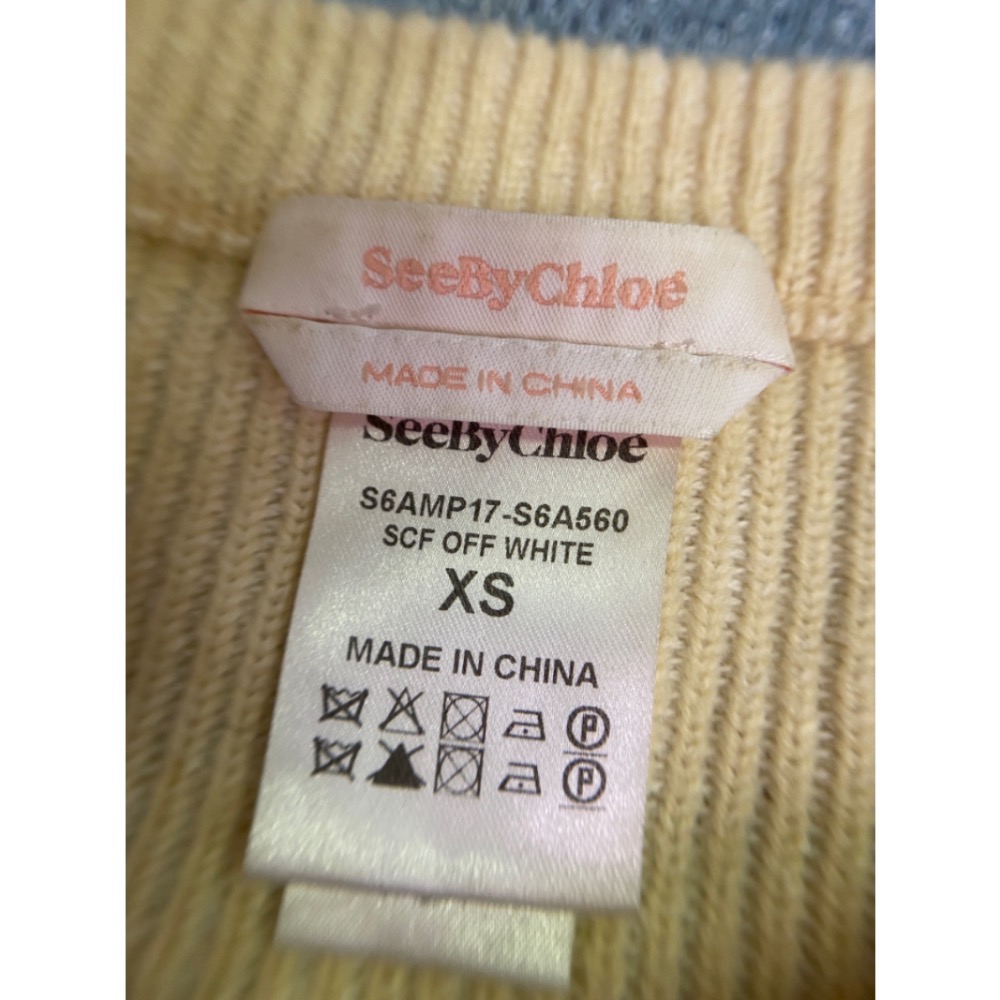 SeeByChloé
MADE IN CHINA
SeeByChloé
S6AMP17-S6A560
SCF OFF WHITE
XS
MADE IN CHINA
P
P